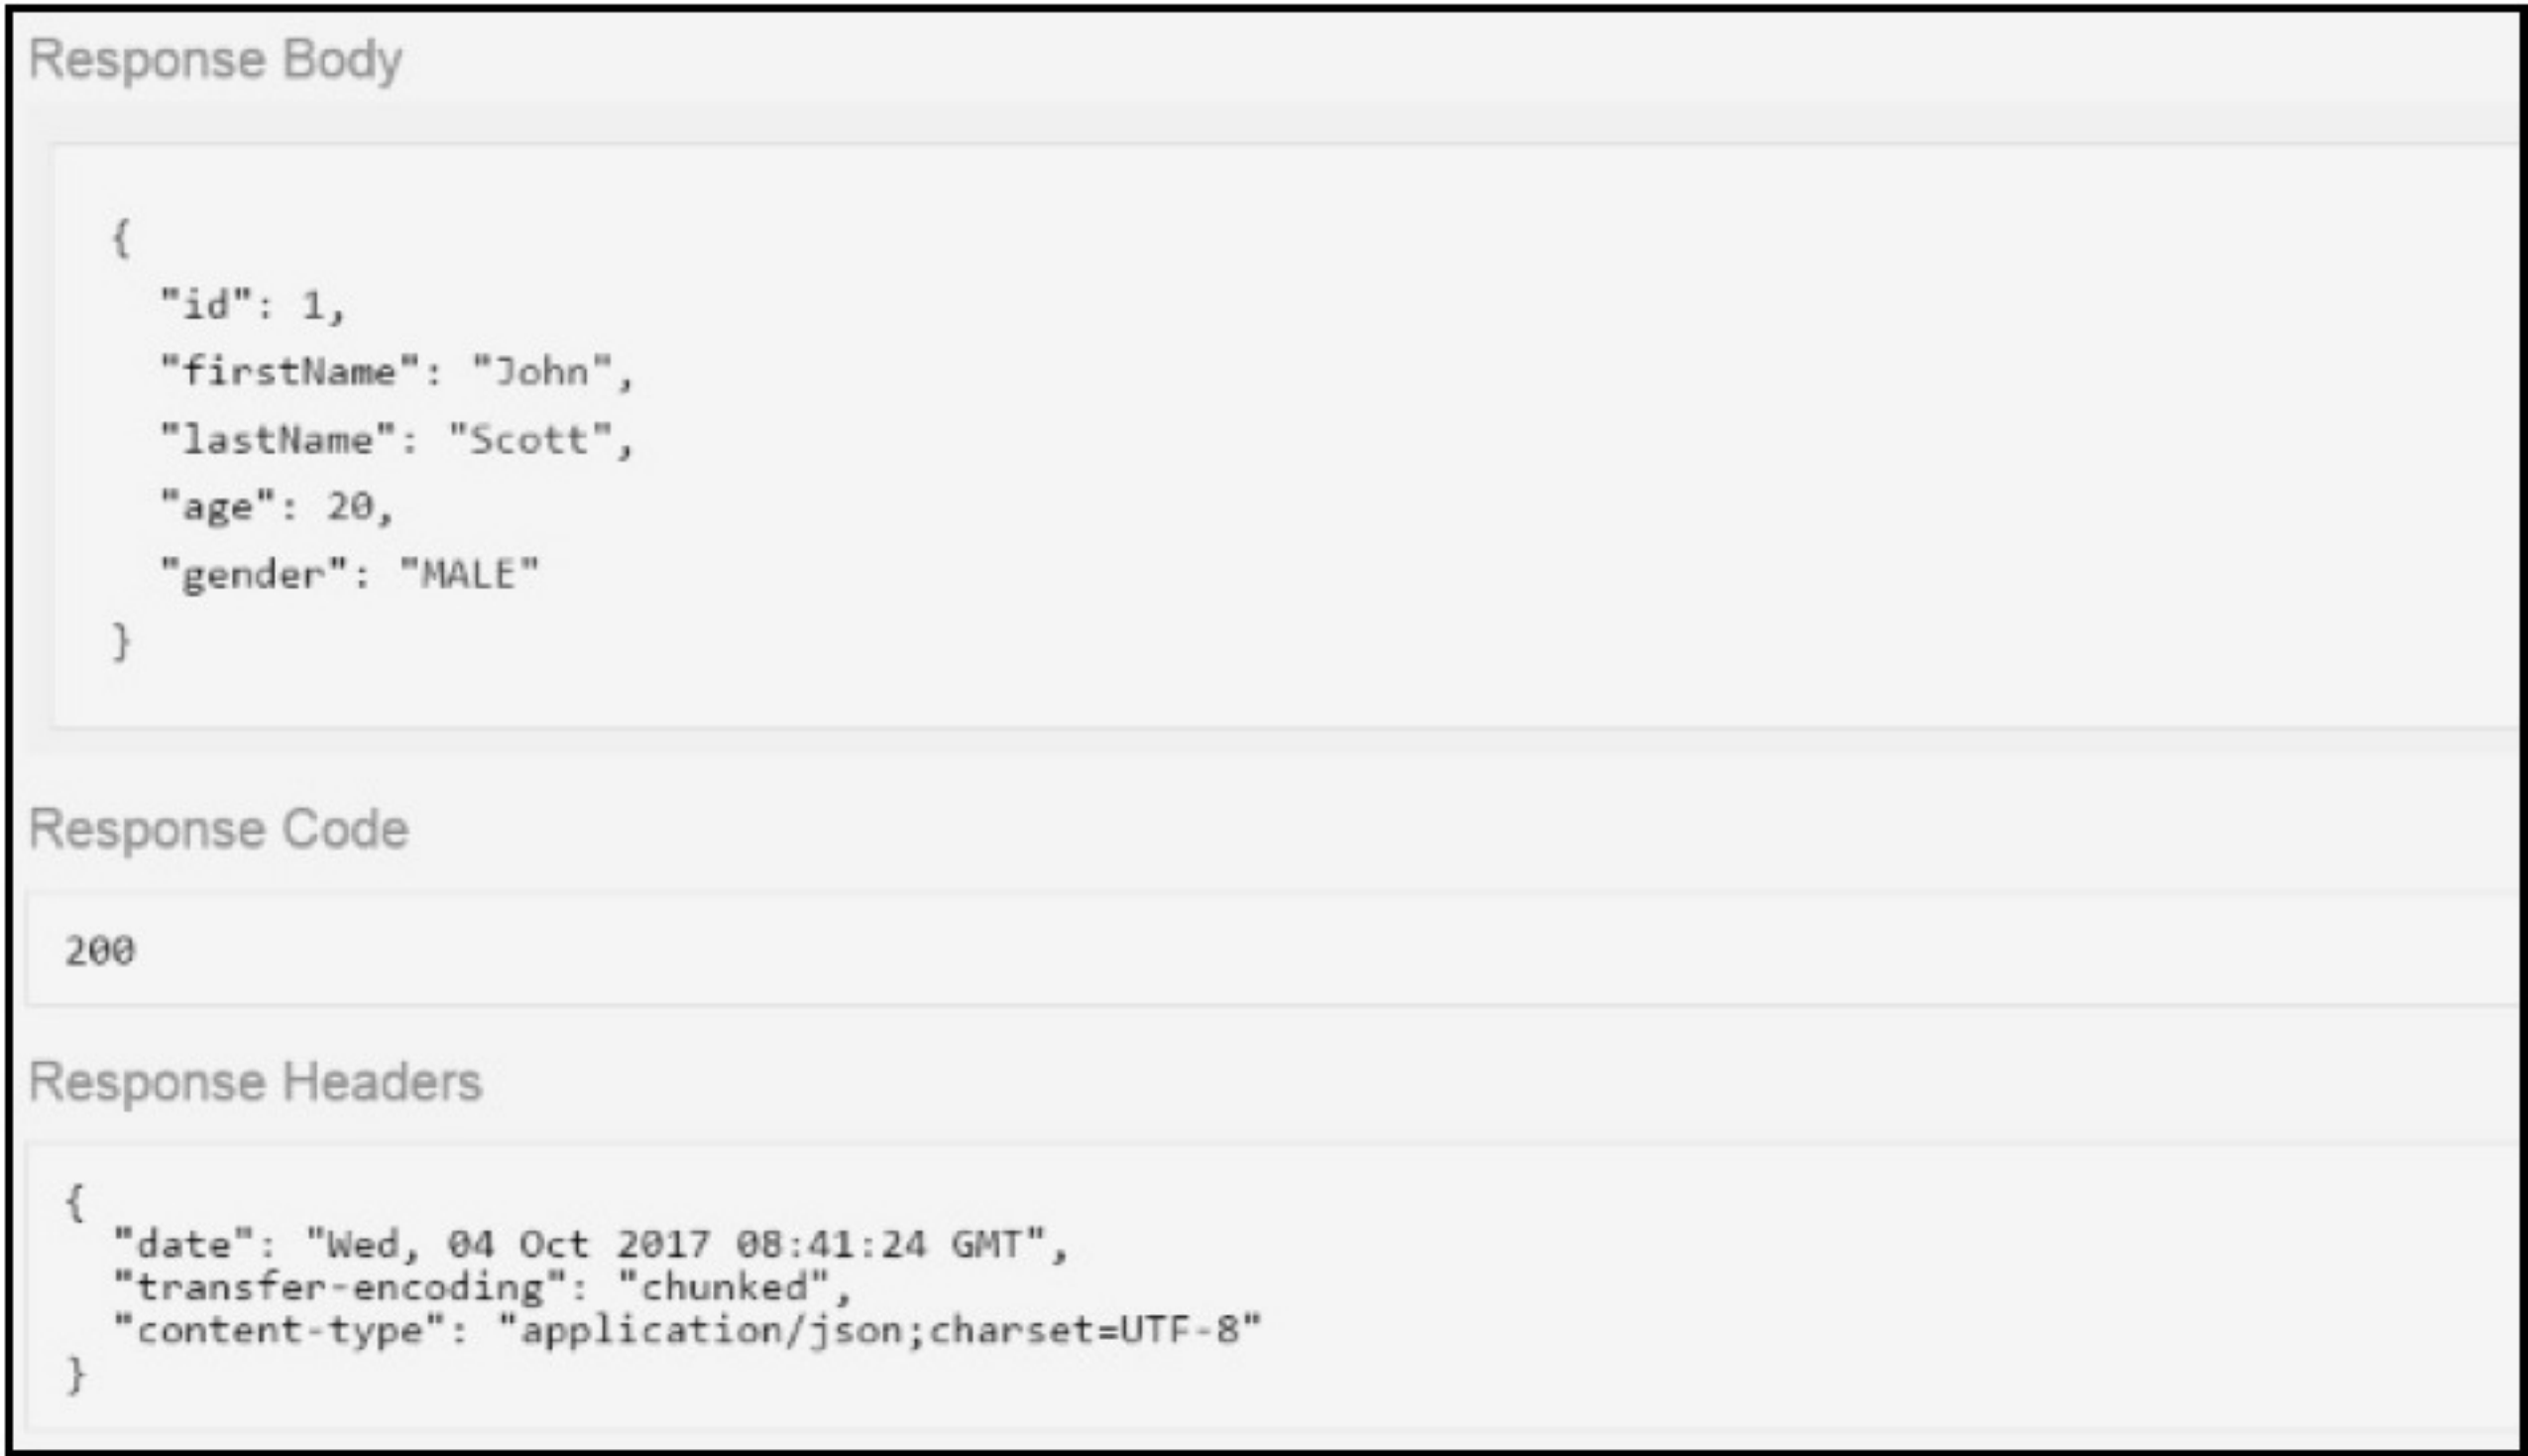 Response Body
{
"id": 1,
"firstName": "John",
"lastName": "Scott",
"age": 20,
"gender": "MALE"
}
Response Code
200
Response Headers
{
"date": "Wed, 04 Oct 2017 08:41:24 GMT",
"transfer-encoding": "chunked",
"content-type": "application/json;charset=UTF-8"
}